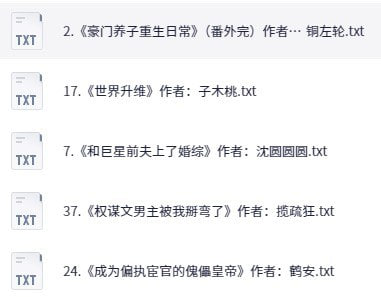 TXT
2.《豪门养子重生日常》（番外完）作者… 铜左轮.txt
TXT
17.《世界升维》作者：子木桃.txt
TXT
7.《和巨星前夫上了婚综》作者：沈圆圆圆.txt
TXT
37.《权谋文男主被我掰弯了》作者：揽疏狂.txt
TXT
24.《成为偏执宦官的傀儡皇帝》作者：鹤安.txt